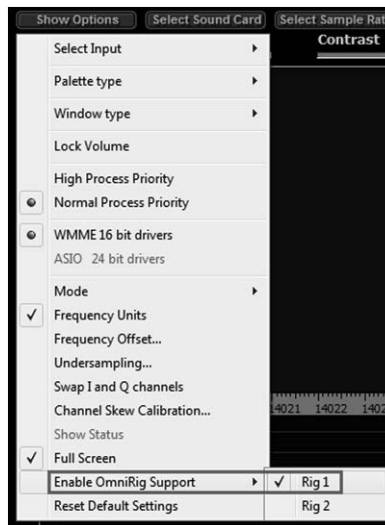 Show Options Select Sound Card Select Sample Rat
Contrast
Select Input
Palette type
Window type
Lock Volume
High Process Priority
Normal Process Priority
WMME 16 bit drivers
ASIO 24 bit drivers
Mode
Frequency Units
Frequency Offset...
Undersampling...
Swap I and Q channels
Channel Skew Calibration...
14021 14022 1402
Show Status
Full Screen
Enable OmniRig Support Rig 1
Reset Default Settings Rig 2